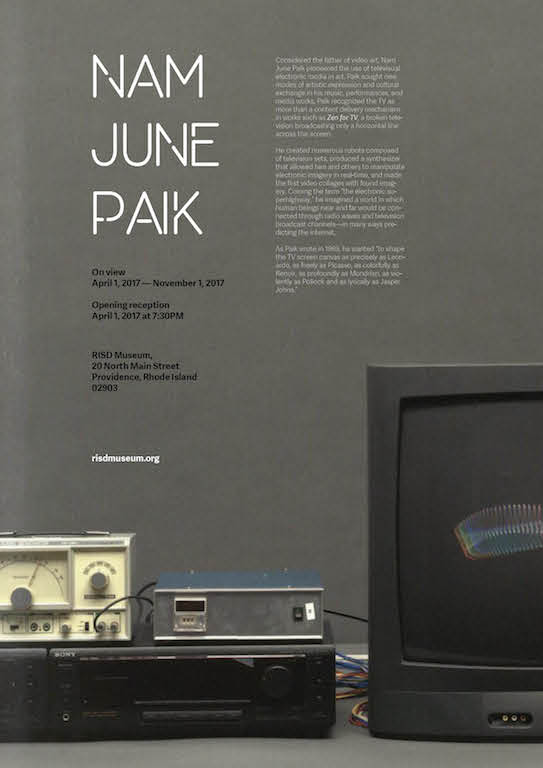 NAM
JUNE
PAIK
Considered the father of video art, Nam
June Paik pioneered the use of televisual
electronic media in art. Paik sought new
modes of artistic expression and cultural
exchange in his music, performances, and
media works. Paik recognized the TV as
more than a content delivery mechanism
in works such as Zen for TV, a broken tele-
vision broadcasting only a horizontal line
across the screen.
He created numerous robots composed
of television sets, produced a synthesizer
that allowed him and others to manipulate
electronic imagery in real-time, and made
the first video collages with found imag-
ery. Coining the term "the electronic su-
perhighway," he imagined a world in which
human beings near and far would be con-
nected through radio waves and television
broadcast channels—in many ways pre-
dicting the internet.
As Paik wrote in 1969, he wanted "to shape
the TV screen canvas as precisely as Leon-
ardo, as freely as Picasso, as colorfully as
Renoir, as profoundly as Mondrian, as vio-
lently as Pollock and as lyrically as Jasper
Johns."
On view
April 1, 2017 — November 1, 2017
Opening reception
April 1, 2017 at 7:30PM
RISD Museum,
20 North Main Street
Providence, Rhode Island
02903
risdmuseum.org
SONY